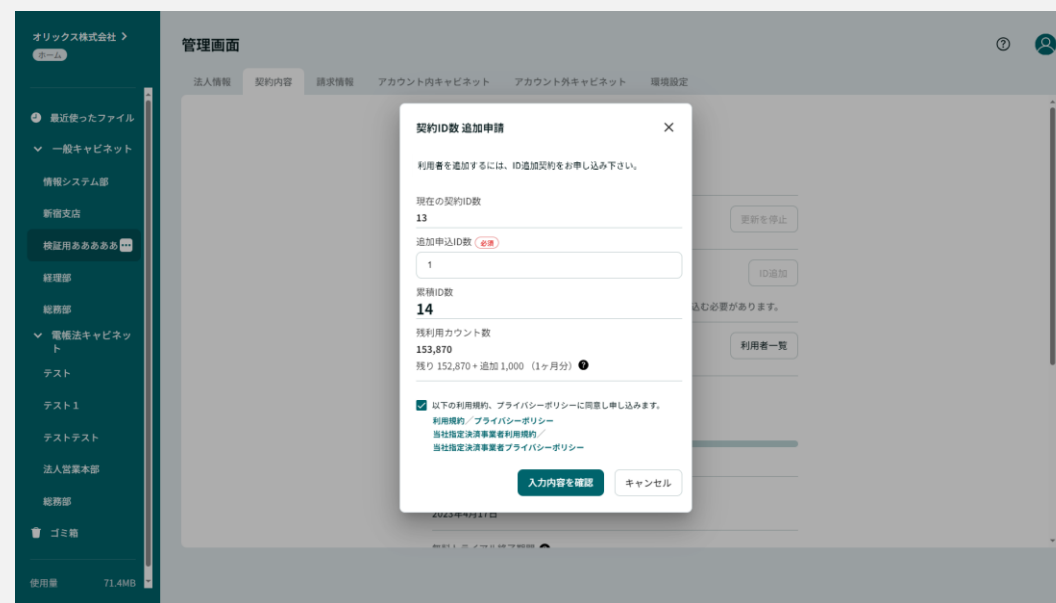 オリックス株式会社 >
ホーム
最近使ったファイル
一般キャビネット
情報システム部
新宿支店
検証用あああああ
経理部
総務部
電帳法キャビネッ
ト
テスト
テスト1
テストテスト
法人営業本部
総務部
ゴミ箱
使用量 71.4MB
管理画面
法人情報 契約内容 請求情報 アカウント内キャビネット アカウント外キャビネット 環境設定
契約ID数 追加申請
利用者を追加するには、ID追加契約をお申し込み下さい。
現在の契約ID数
13
追加申込ID数 必須
1
累積ID数
14
残利用カウント数
153,870
残り 152,870 + 追加 1,000 （1ヶ月分）
以下の利用規約、プライバシーポリシーに同意し申し込みます。
利用規約／プライバシーポリシー
当社指定決済事業者利用規約／
当社指定決済事業者プライバシーポリシー
入力内容を確認 キャンセル
更新を停止
ID追加
込む必要があります。
利用者一覧
2023年4月17日